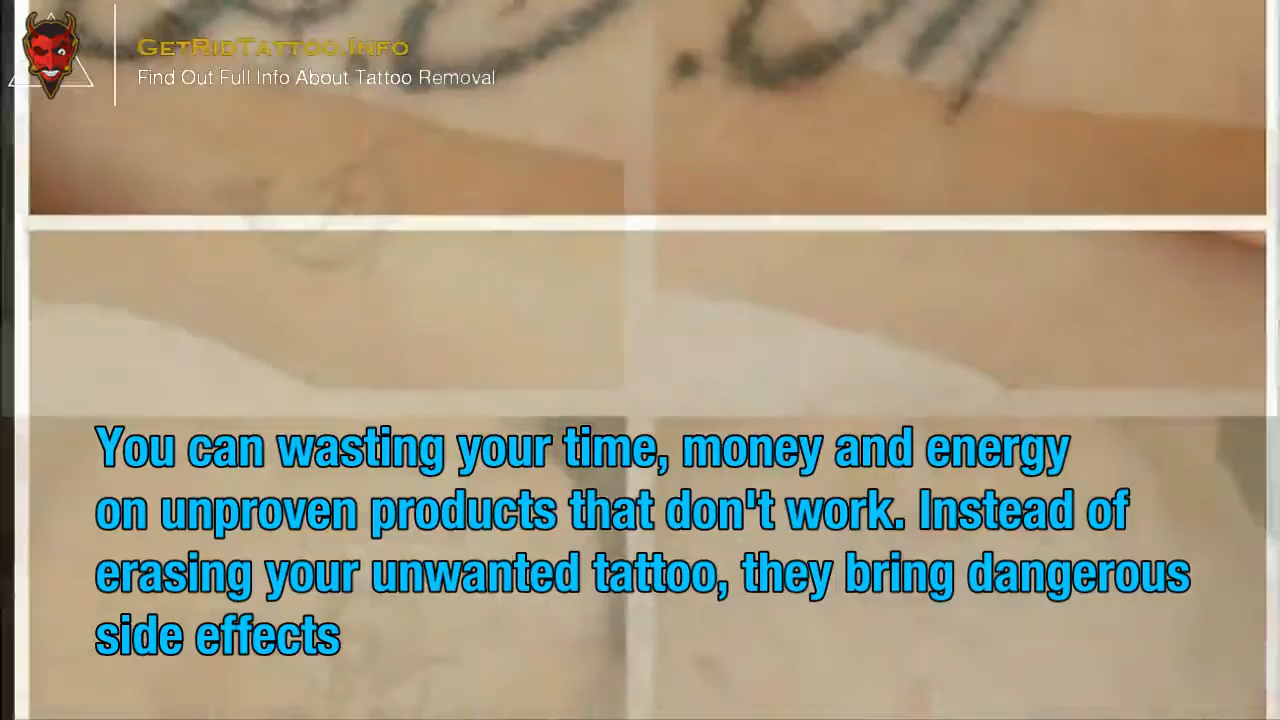 GetRidTattoo.Info
Find Out Full Info About Tattoo Removal
You can wasting your time, money and energy
on unproven products that don't work. Instead of
erasing your unwanted tattoo, they bring dangerous
side effects